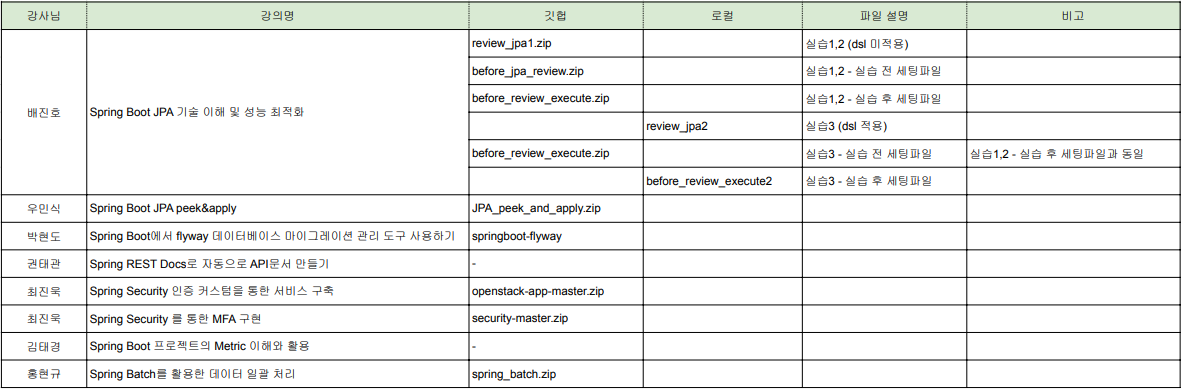 강사님 강의명 깃헙 로컬 파일 설명 비고
review_jpa1.zip 실습1,2 (dsl 미적용)
before_jpa_review.zip 실습1,2 - 실습 전 세팅파일
before_review_execute.zip 실습1,2 - 실습 후 세팅파일
배진호 Spring Boot JPA 기술 이해 및 성능 최적화
review_jpa2 실습3 (dsl 적용)
before_review_execute.zip 실습3 - 실습 전 세팅파일 실습1,2 - 실습 후 세팅파일과 동일
before_review_execute2 실습3 - 실습 후 세팅파일
우민식 Spring Boot JPA peek&apply JPA_peek_and_apply.zip
박현도 Spring Boot에서 flyway 데이터베이스 마이그레이션 관리 도구 사용하기 springboot-flyway
권태관 Spring REST Docs로 자동으로 API문서 만들기 -
최진욱 Spring Security 인증 커스텀을 통한 서비스 구축 openstack-app-master.zip
최진욱 Spring Security 를 통한 MFA 구현 security-master.zip
김태경 Spring Boot 프로젝트의 Metric 이해와 활용 -
홍현규 Spring Batch를 활용한 데이터 일괄 처리 spring_batch.zip